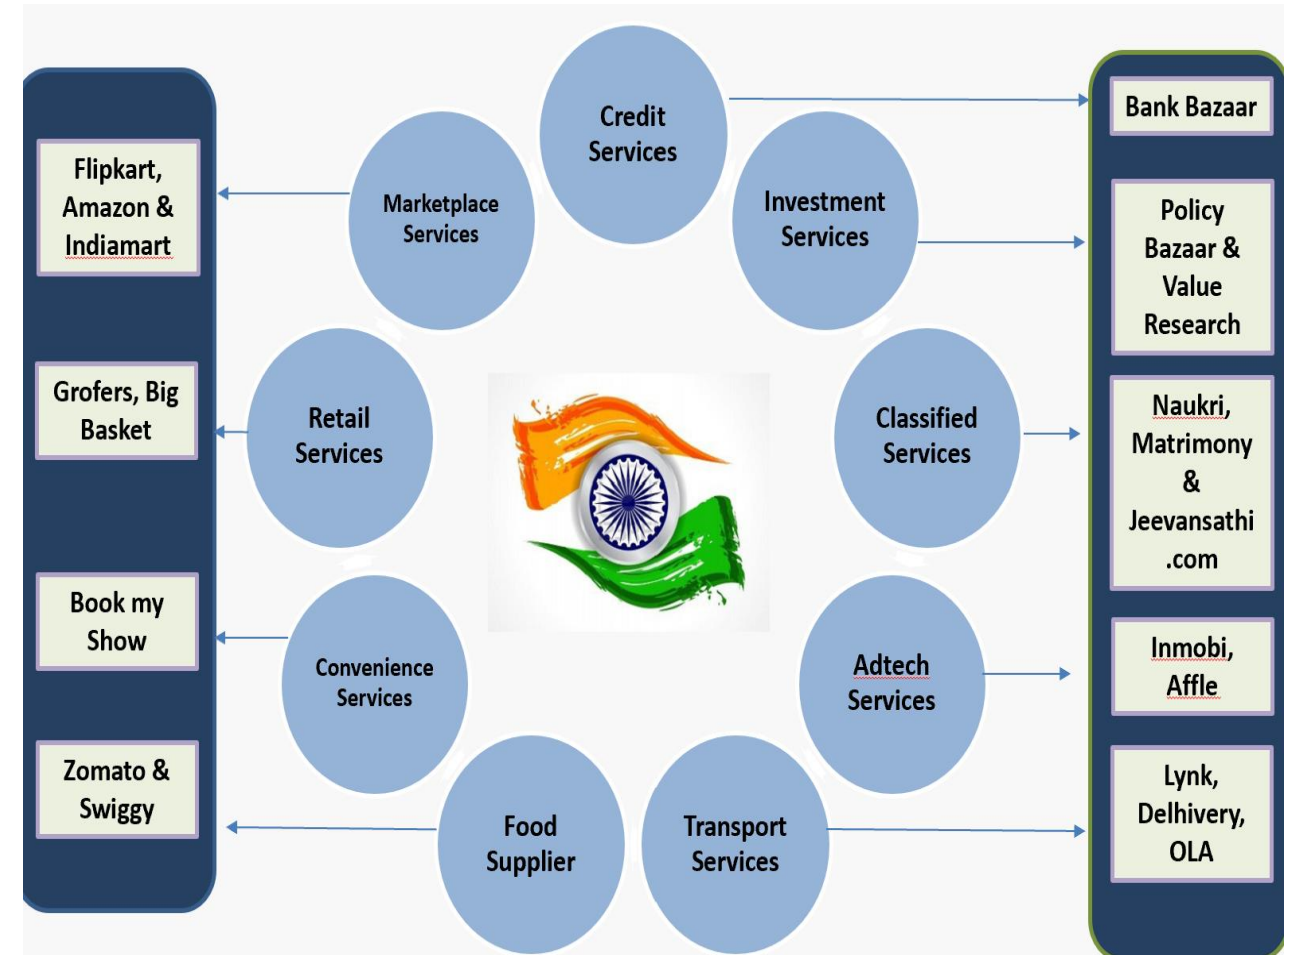 Credit
Services
Bank Bazaar
Marketplace
Services
Flipkart,
Amazon &
Indiamart
Investment
Services
Policy
Bazaar &
Value
Research
Retail
Services
Grofers, Big
Basket
Classified
Services
Naukri,
Matrimony
&
Jeevansathi
.com
Convenience
Services
Book my
Show
Adtech
Services
Inmobi,
Affle
Food
Supplier
Zomato &
Swiggy
Transport
Services
Lynk,
Delhivery,
OLA